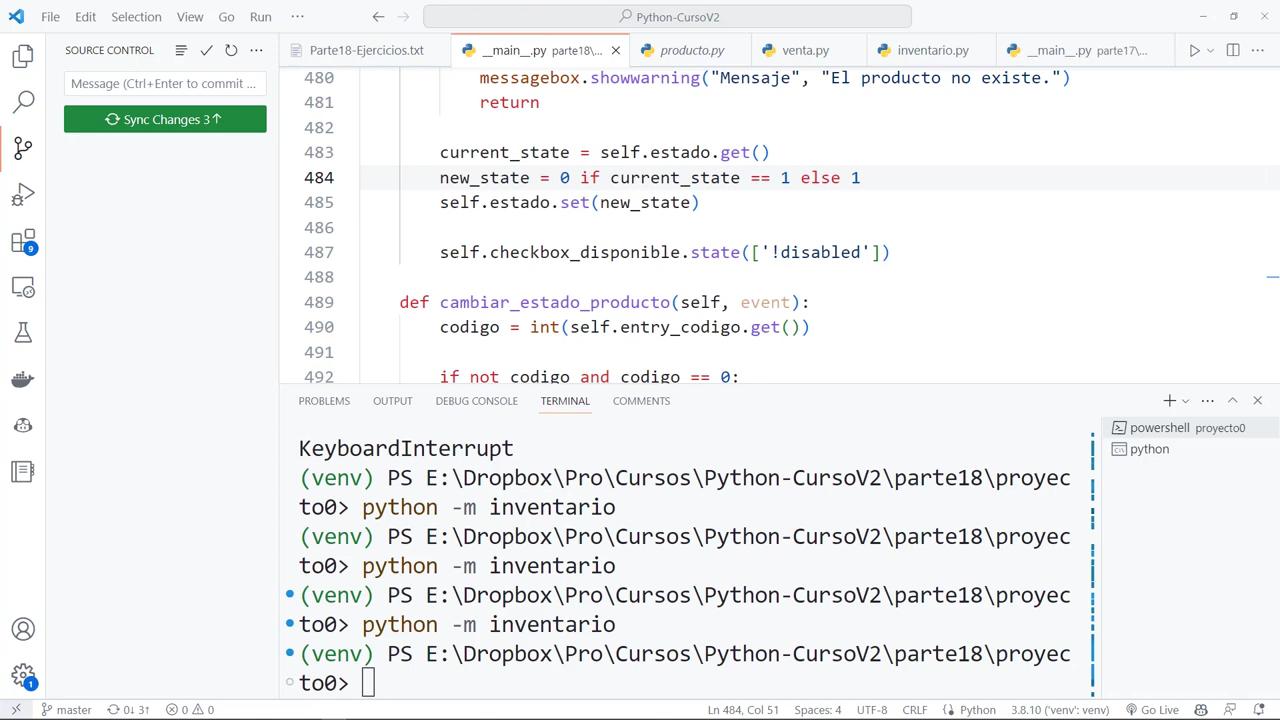 File Edit Selection View Go Run ··· Python-CursoV2
SOURCE CONTROL
Message (Ctrl+Enter to commit ...
Sync Changes 3↑
9
1
Parte18-Ejercicios.txt __main__.py parte18\... producto.py venta.py inventario.py __main__.py parte17\...
480 messagebox.showwarning("Mensaje", "El producto no existe.")
481 return
482
483 current_state = self.estado.get()
484 new_state = 0 if current_state == 1 else 1
485 self.estado.set(new_state)
486
487 self.checkbox_disponible.state(['!disabled'])
488
489 def cambiar_estado_producto(self, event):
490 codigo = int(self.entry_codigo.get())
491
492 if not codigo and codigo == 0:
PROBLEMS OUTPUT DEBUG CONSOLE TERMINAL COMMENTS
KeyboardInterrupt
(venv) PS E:\Dropbox\Pro\Cursos\Python-CursoV2\parte18\proyec
to0> python -m inventario
(venv) PS E:\Dropbox\Pro\Cursos\Python-CursoV2\parte18\proyec
to0> python -m inventario
(venv) PS E:\Dropbox\Pro\Cursos\Python-CursoV2\parte18\proyec
to0> python -m inventario
(venv) PS E:\Dropbox\Pro\Cursos\Python-CursoV2\parte18\proyec
to0>
powershell proyecto0
python
master 0↓ 3↑ 0 0 Ln 484, Col 51 Spaces: 4 UTF-8 CRLF Python 3.8.10 ('venv': venv) Go Live